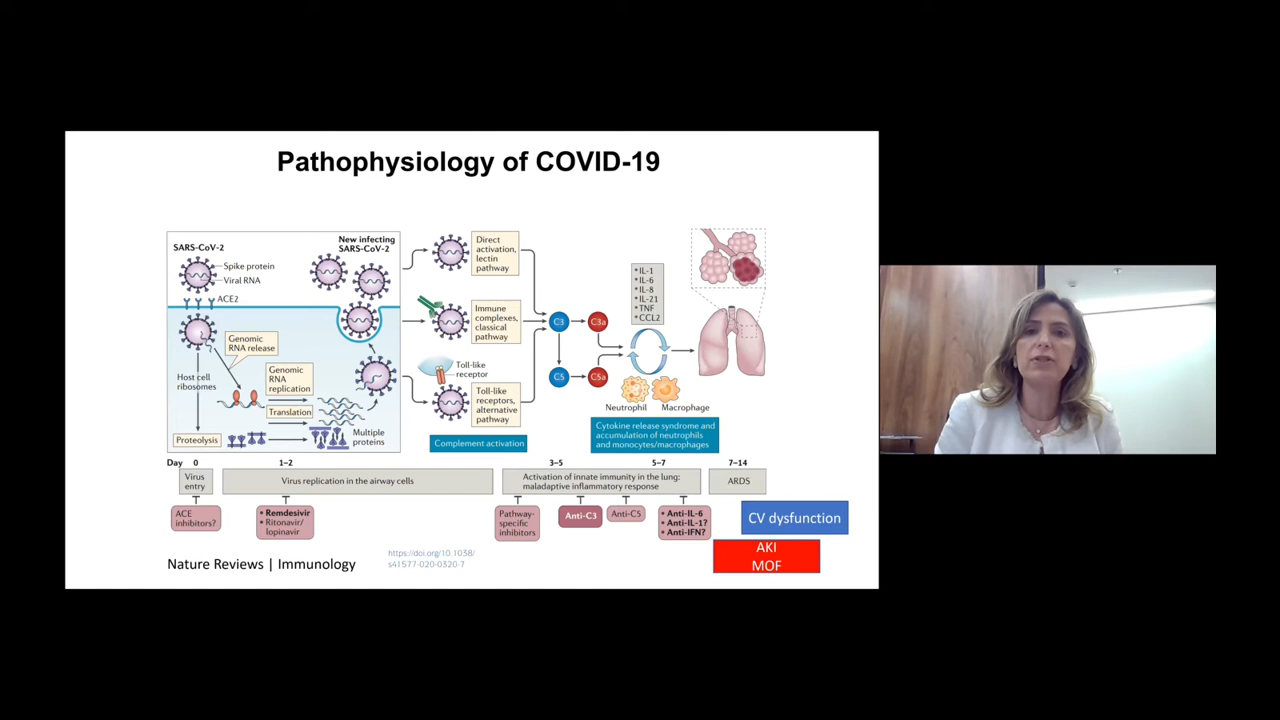 Pathophysiology of COVID-19
SARS-CoV-2
Spike protein
Viral RNA
ACE2
New infecting
SARS-CoV-2
Genomic
RNA release
Host cell
ribosomes
Genomic
RNA
replication
Translation
Proteolysis
Multiple
proteins
Direct
activation,
lectin
pathway
Immune
complexes,
classical
pathway
Toll-like
receptor
Toll-like
receptors,
alternative
pathway
Complement activation
C3
C3a
C5
C5a
• IL-1
• IL-6
• IL-8
• IL-21
• TNF
• CCL2
Neutrophil
Macrophage
Cytokine release syndrome and
accumulation of neutrophils
and monocytes/macrophages
Day 0
1–2
3–5
5–7
7–14
Virus
entry
Virus replication in the airway cells
Activation of innate immunity in the lung:
maladaptive inflammatory response
ARDS
ACE
inhibitors?
• Remdesivir
• Ritonavir/
lopinavir
Pathway-
specific
inhibitors
Anti-C3
Anti-C5
• Anti-IL-6
• Anti-IL-1?
• Anti-IFN?
CV dysfunction
AKI
MOF
Nature Reviews | Immunology
https://doi.org/10.1038/
s41577-020-0320-7